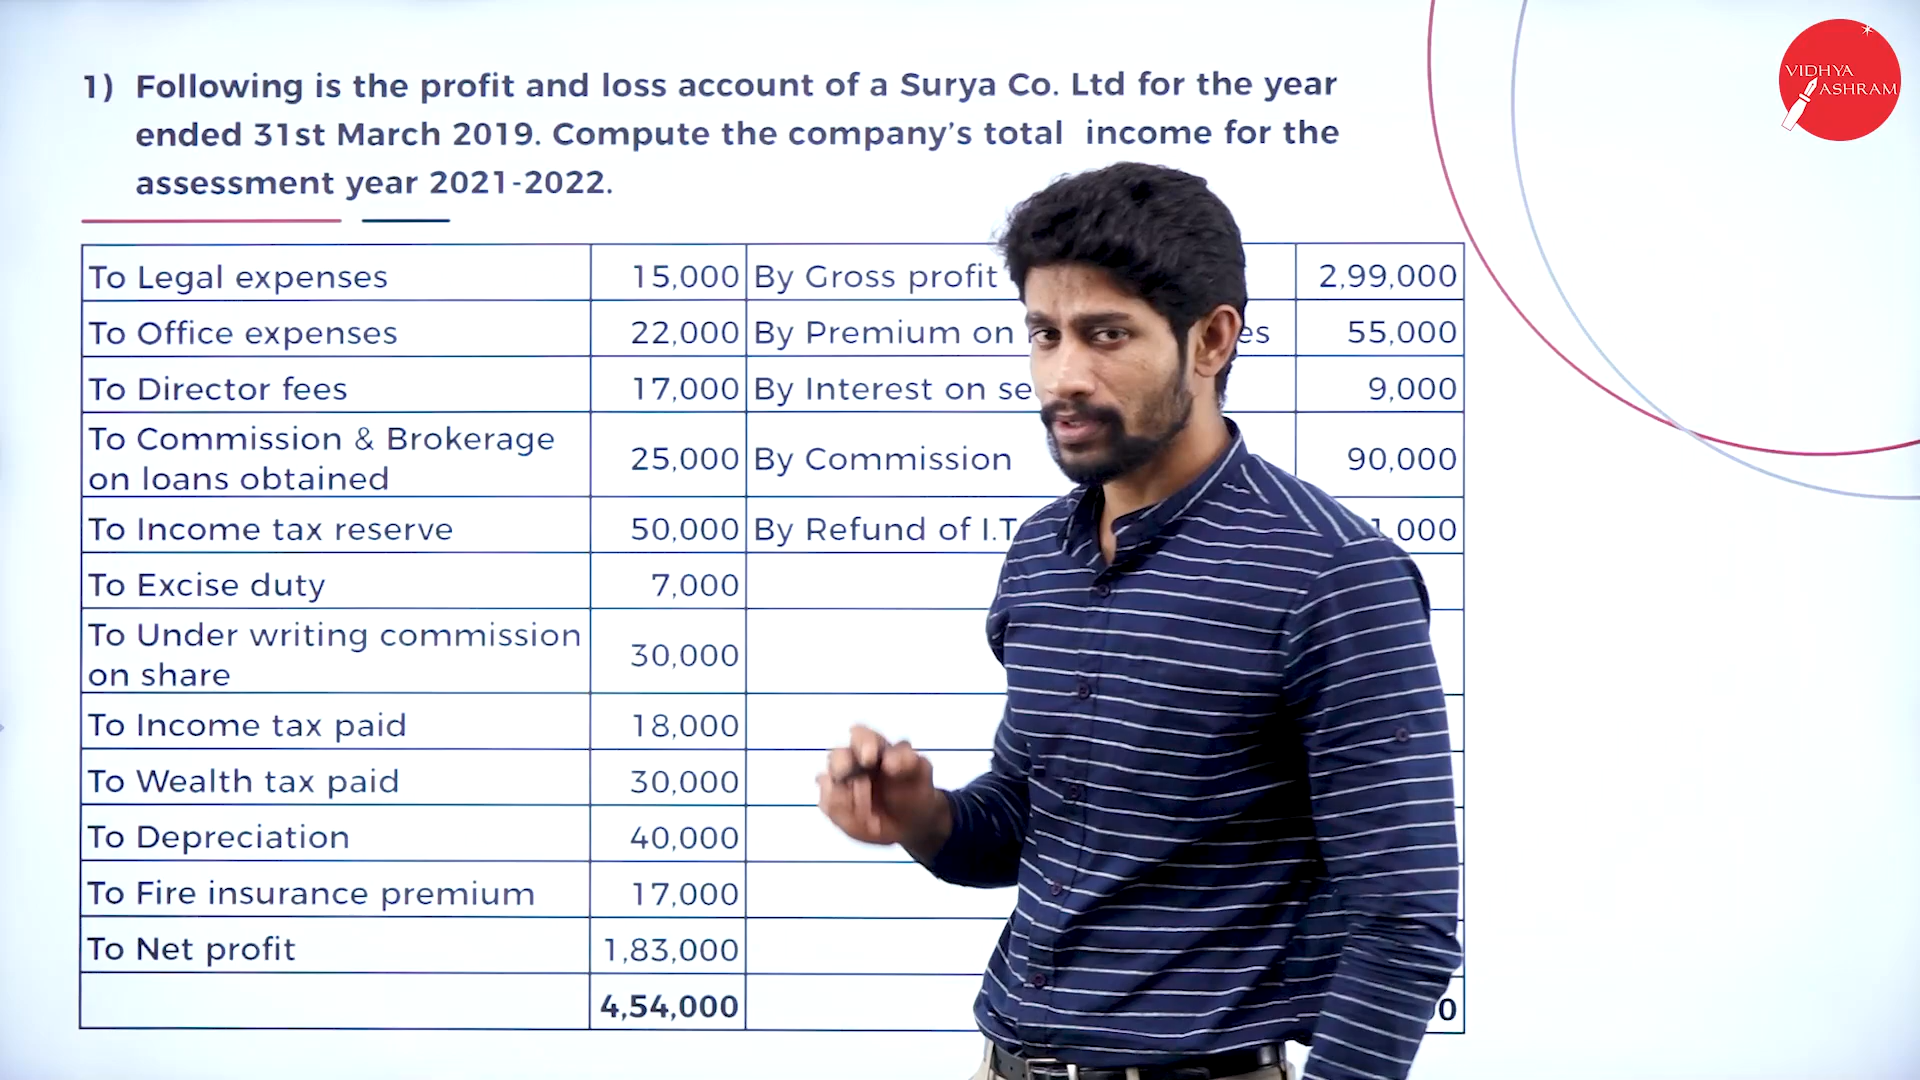 VIDHYA
ASHRAM
1) Following is the profit and loss account of a Surya Co. Ltd for the year
ended 31st March 2019. Compute the company's total income for the
assessment year 2021-2022.
To Legal expenses 15,000 By Gross profit 2,99,000
To Office expenses 22,000 By Premium on 55,000
To Director fees 17,000 By Interest on 9,000
To Commission & Brokerage
on loans obtained 25,000 By Commission 90,000
To Income tax reserve 50,000 By Refund of I.T
To Excise duty 7,000
To Under writing commission
on share 30,000
To Income tax paid 18,000
To Wealth tax paid 30,000
To Depreciation 40,000
To Fire insurance premium 17,000
To Net profit 1,83,000
4,54,000